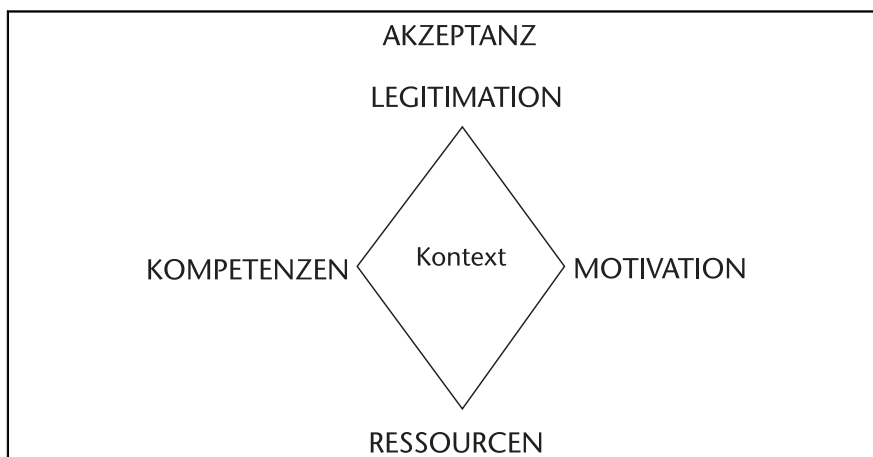 AKZEPTANZ
LEGITIMATION
KOMPETENZEN
Kontext
MOTIVATION
RESSOURCEN